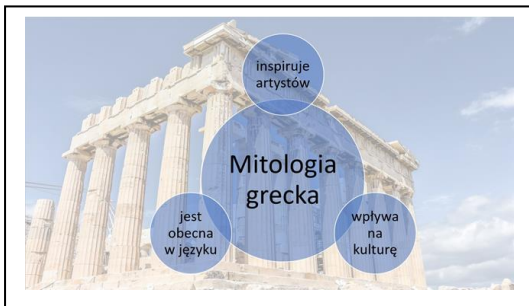 inspiruje
artystów
Mitologia
grecka
jest
obecna
w języku
wpływa
na
kulturę